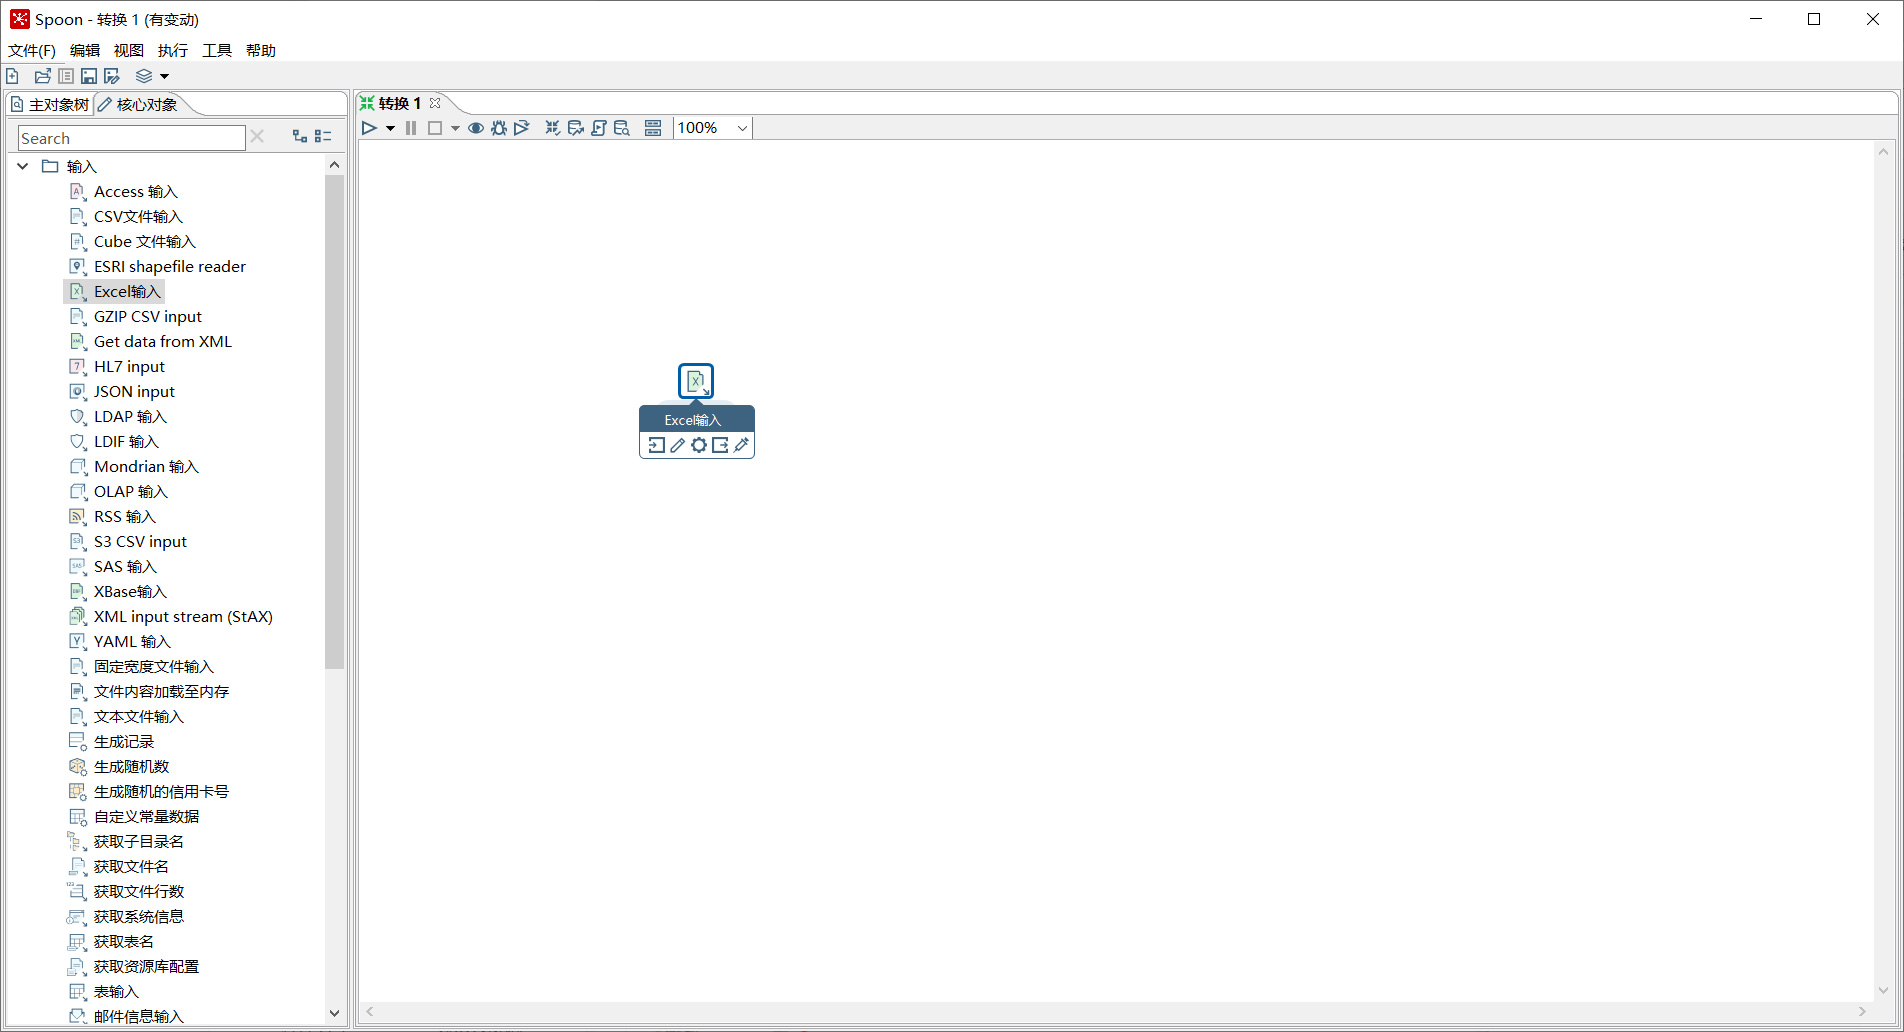 Spoon - 转换 1 (有变动)
文件(F) 编辑 视图 执行 工具 帮助
主对象树 核心对象
转换 1
Search
100%
输入
Access 输入
CSV文件输入
Cube 文件输入
ESRI shapefile reader
Excel输入
GZIP CSV input
Get data from XML
HL7 input
JSON input
LDAP 输入
LDIF 输入
Mondrian 输入
OLAP 输入
RSS 输入
S3 CSV input
SAS 输入
XBase输入
XML input stream (StAX)
YAML 输入
固定宽度文件输入
文件内容加载至内存
文本文件输入
生成记录
生成随机数
生成随机的信用卡号
自定义常量数据
获取子目录名
获取文件名
获取文件行数
获取系统信息
获取表名
获取资源库配置
表输入
邮件信息输入
Excel输入